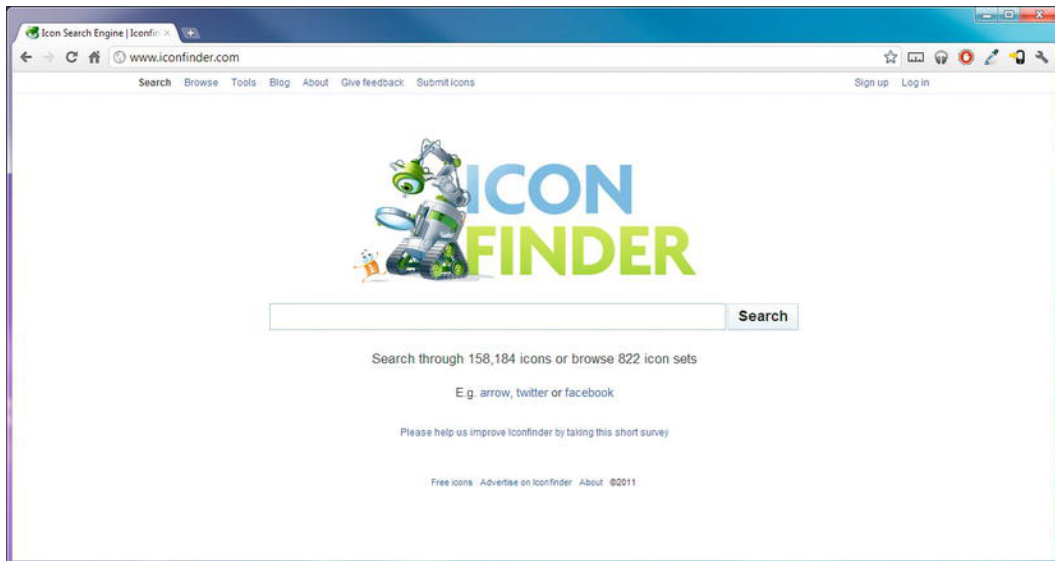 Icon Search Engine | Iconfin
www.iconfinder.com
Search Browse Tools Blog About Give feedback Submit icons Sign up Log in
ICON
FINDER
Search
Search through 158,184 icons or browse 822 icon sets
E.g. arrow, twitter or facebook
Please help us improve Iconfinder by taking this short survey
Free icons Advertise on Iconfinder About ©2011